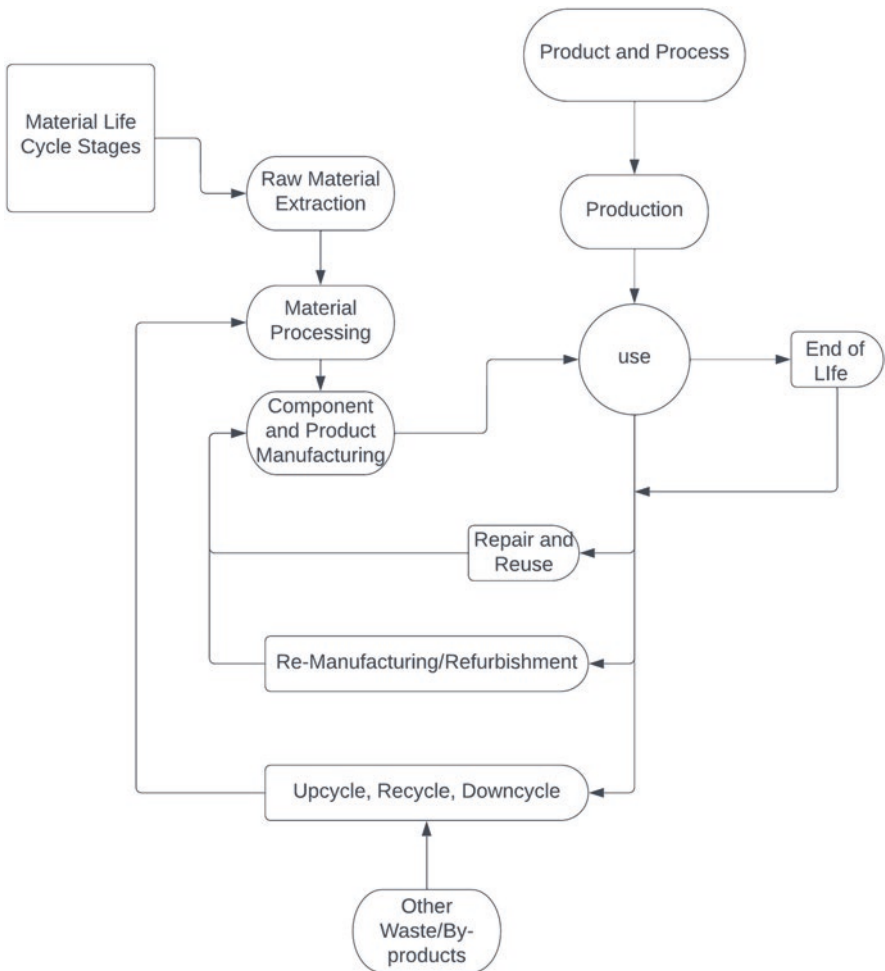 Product and Process
Material Life
Cycle Stages
Raw Material
Extraction
Production
Material
Processing
use
End of
LIfe
Component
and Product
Manufacturing
Repair and
Reuse
Re-Manufacturing/Refurbishment
Upcycle, Recycle, Downcycle
Other
Waste/By-
products